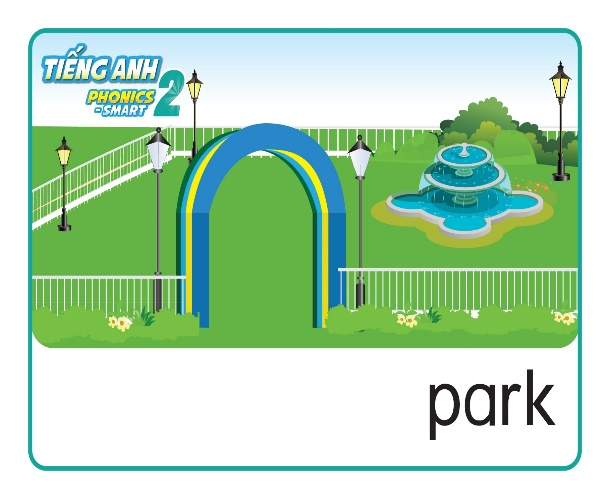 TIẾNG ANH
PHONICS
-SMART 2
park